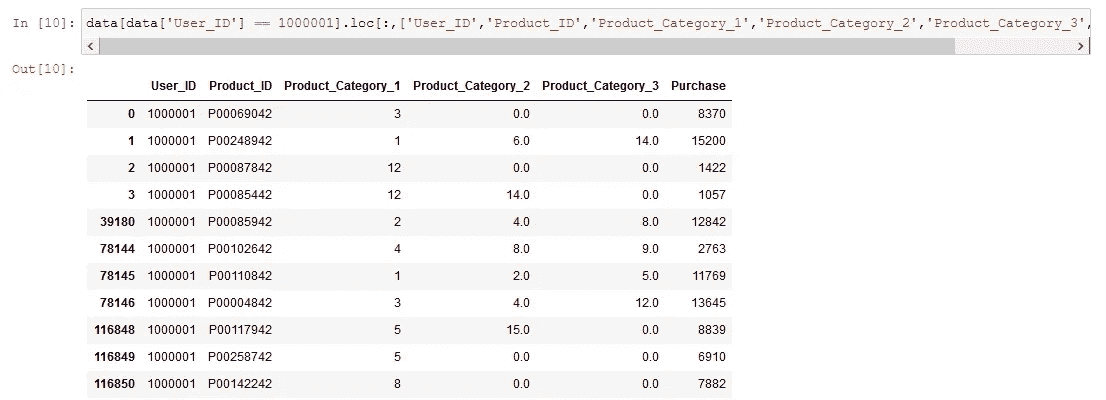 In [10]: data[data['User_ID'] == 1000001].loc[:,['User_ID','Product_ID','Product_Category_1','Product_Category_2','Product_Category_3',
Out[10]:
User_ID Product_ID Product_Category_1 Product_Category_2 Product_Category_3 Purchase
0 1000001 P00069042 3 0.0 0.0 8370
1 1000001 P00248942 1 6.0 14.0 15200
2 1000001 P00087842 12 0.0 0.0 1422
3 1000001 P00085442 12 14.0 0.0 1057
39180 1000001 P00085942 2 4.0 8.0 12842
78144 1000001 P00102642 4 8.0 9.0 2763
78145 1000001 P00110842 1 2.0 5.0 11769
78146 1000001 P00004842 3 4.0 12.0 13645
116848 1000001 P00117942 5 15.0 0.0 8839
116849 1000001 P00258742 5 0.0 0.0 6910
116850 1000001 P00142242 8 0.0 0.0 7882